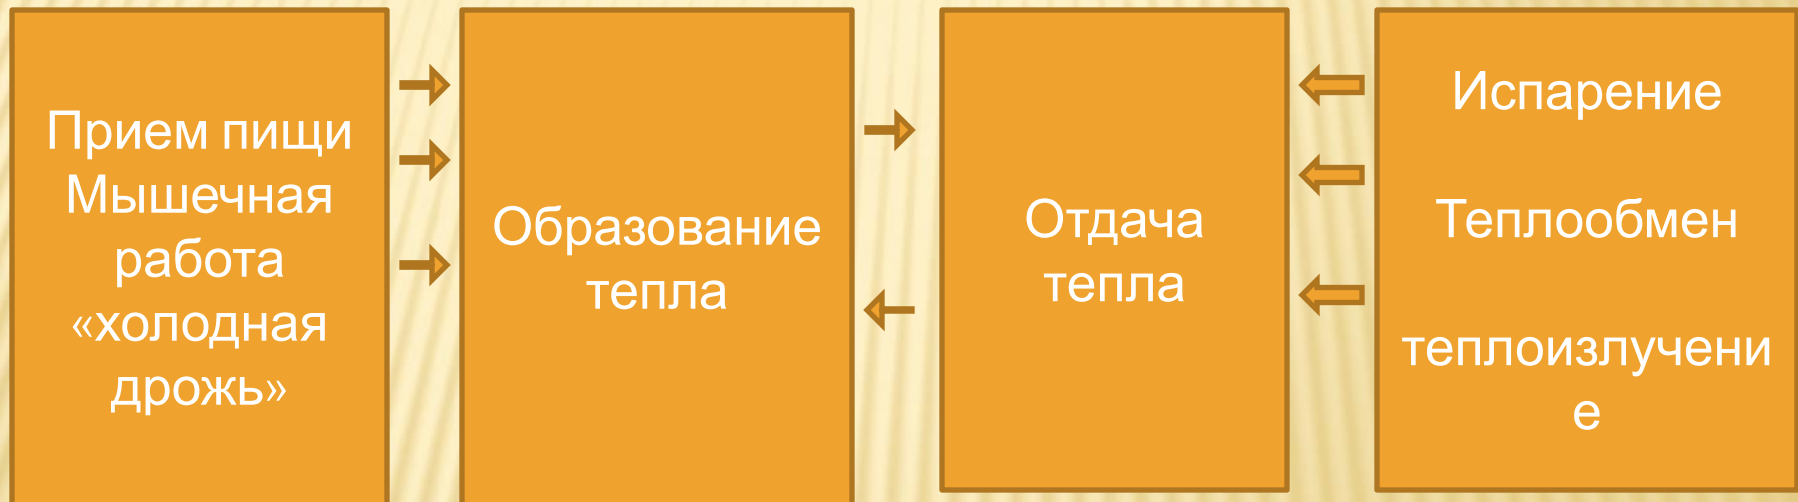 Прием пищи
Мышечная
работа
«холодная
дрожь»
Образование
тепла
Отдача
тепла
Испарение
Теплообмен
теплоизлучени
е